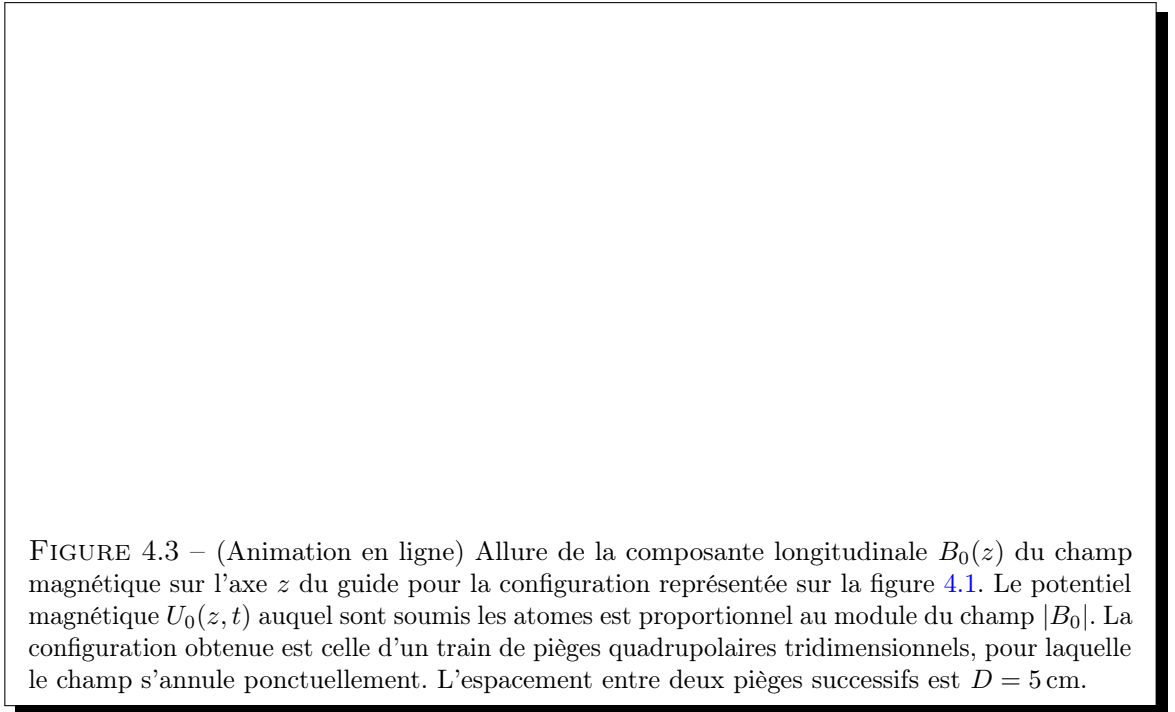 FIGURE 4.3 – (Animation en ligne) Allure de la composante longitudinale B₀(z) du champ
magnétique sur l'axe z du guide pour la configuration représentée sur la figure 4.1. Le potentiel
magnétique U₀(z, t) auquel sont soumis les atomes est proportionnel au module du champ |B₀|. La
configuration obtenue est celle d'un train de pièges quadrupolaires tridimensionnels, pour laquelle
le champ s'annule ponctuellement. L'espacement entre deux pièges successifs est D = 5 cm.